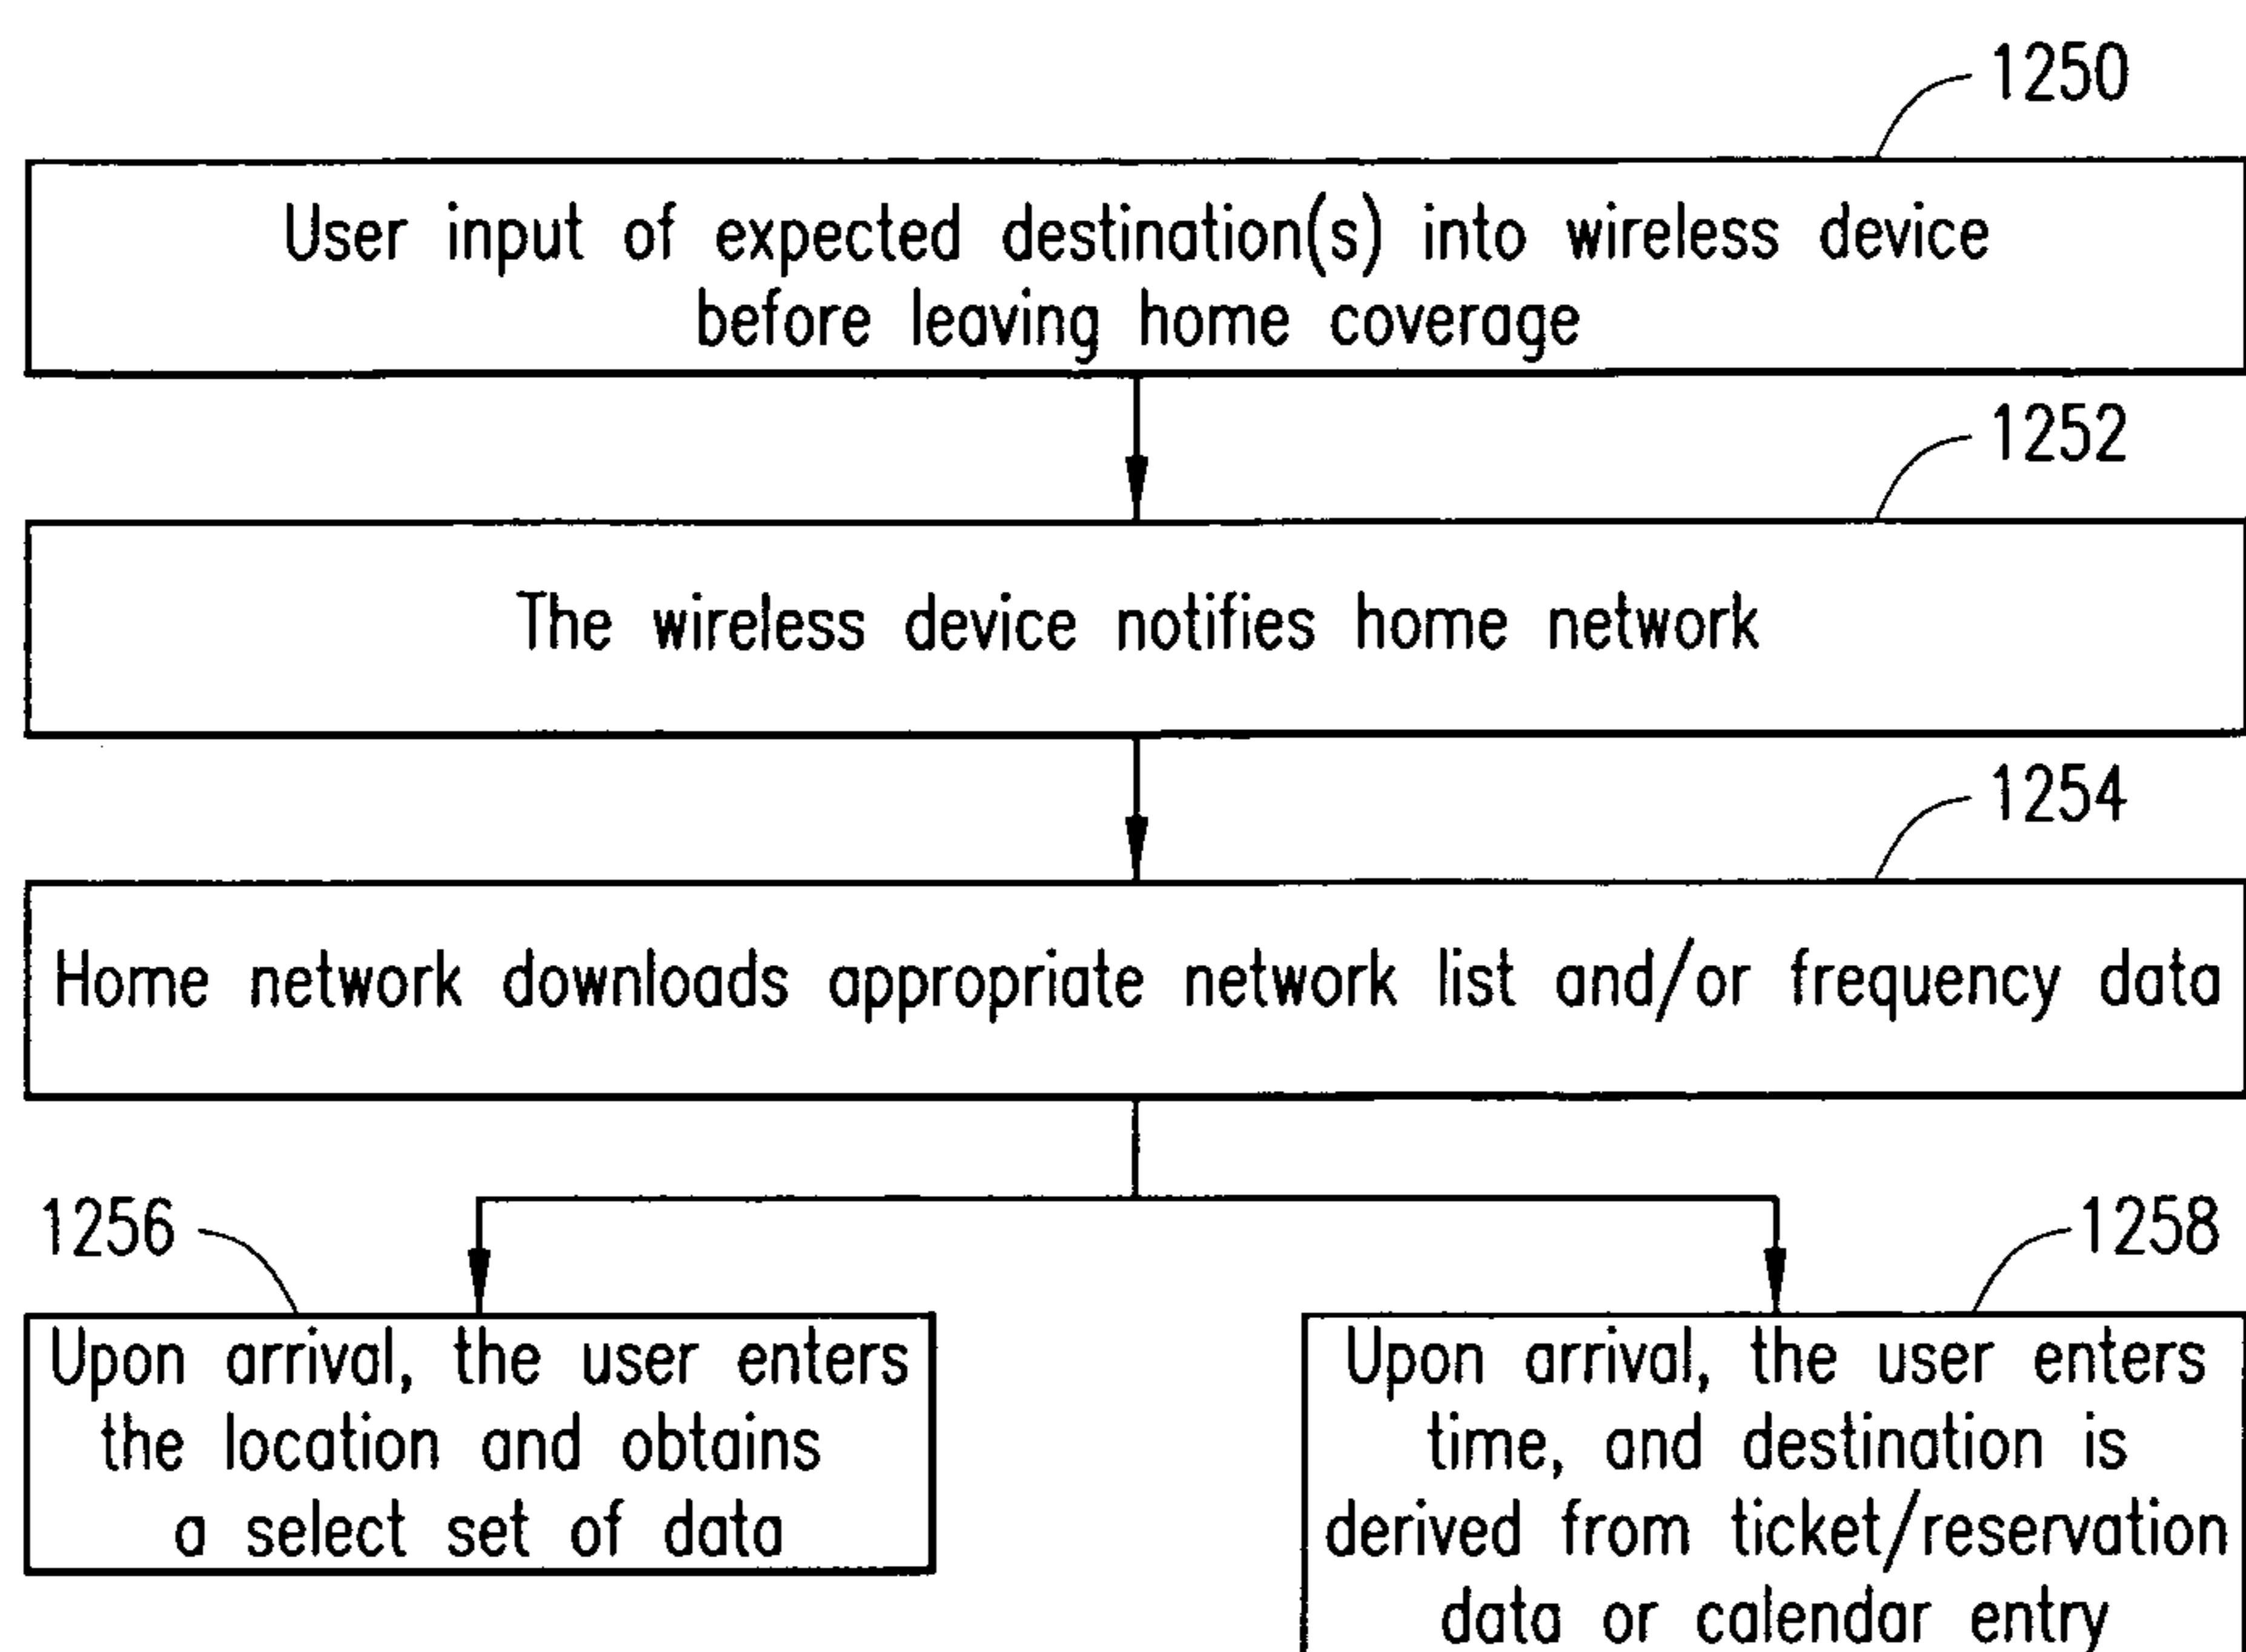 1250
User input of expected destination(s) into wireless device
before leaving home coverage
1252
The wireless device notifies home network
1254
Home network downloads appropriate network list and/or frequency data
1256
Upon arrival, the user enters
the location and obtains
a select set of data
1258
Upon arrival, the user enters
time, and destination is
derived from ticket/reservation
data or calendar entry